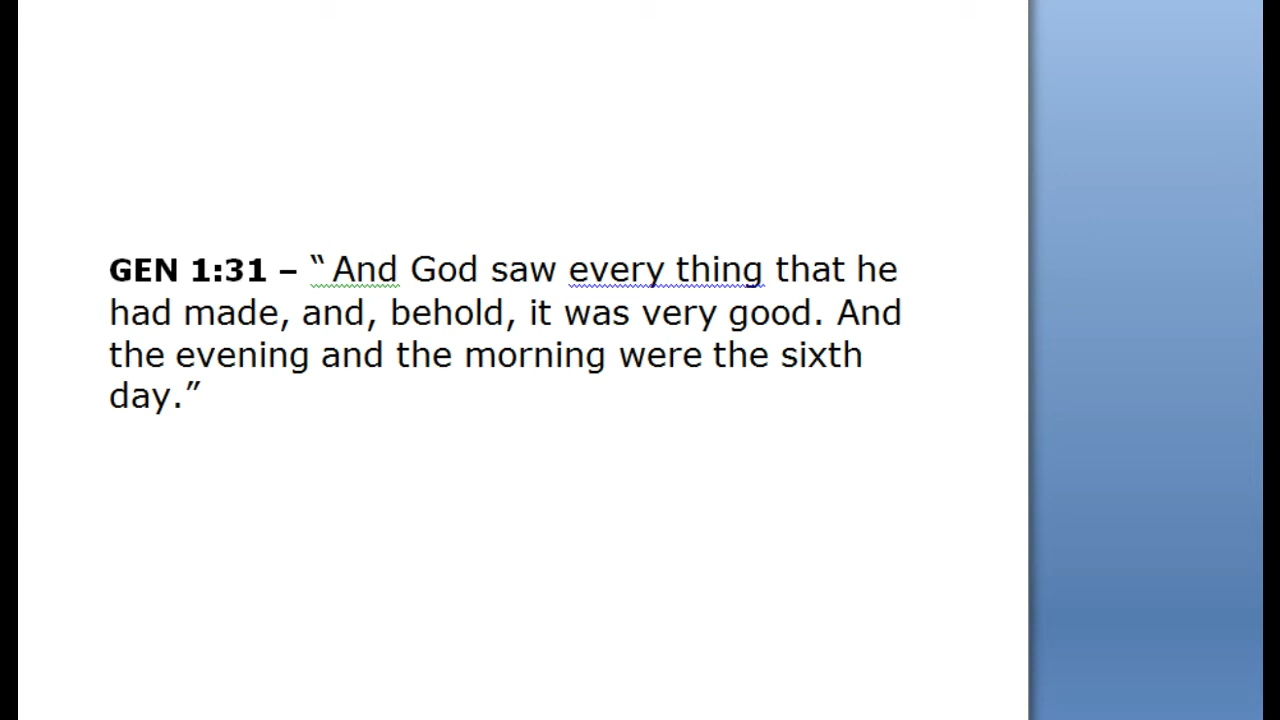 GEN 1:31 – “ And God saw every thing that he
had made, and, behold, it was very good. And
the evening and the morning were the sixth
day.”